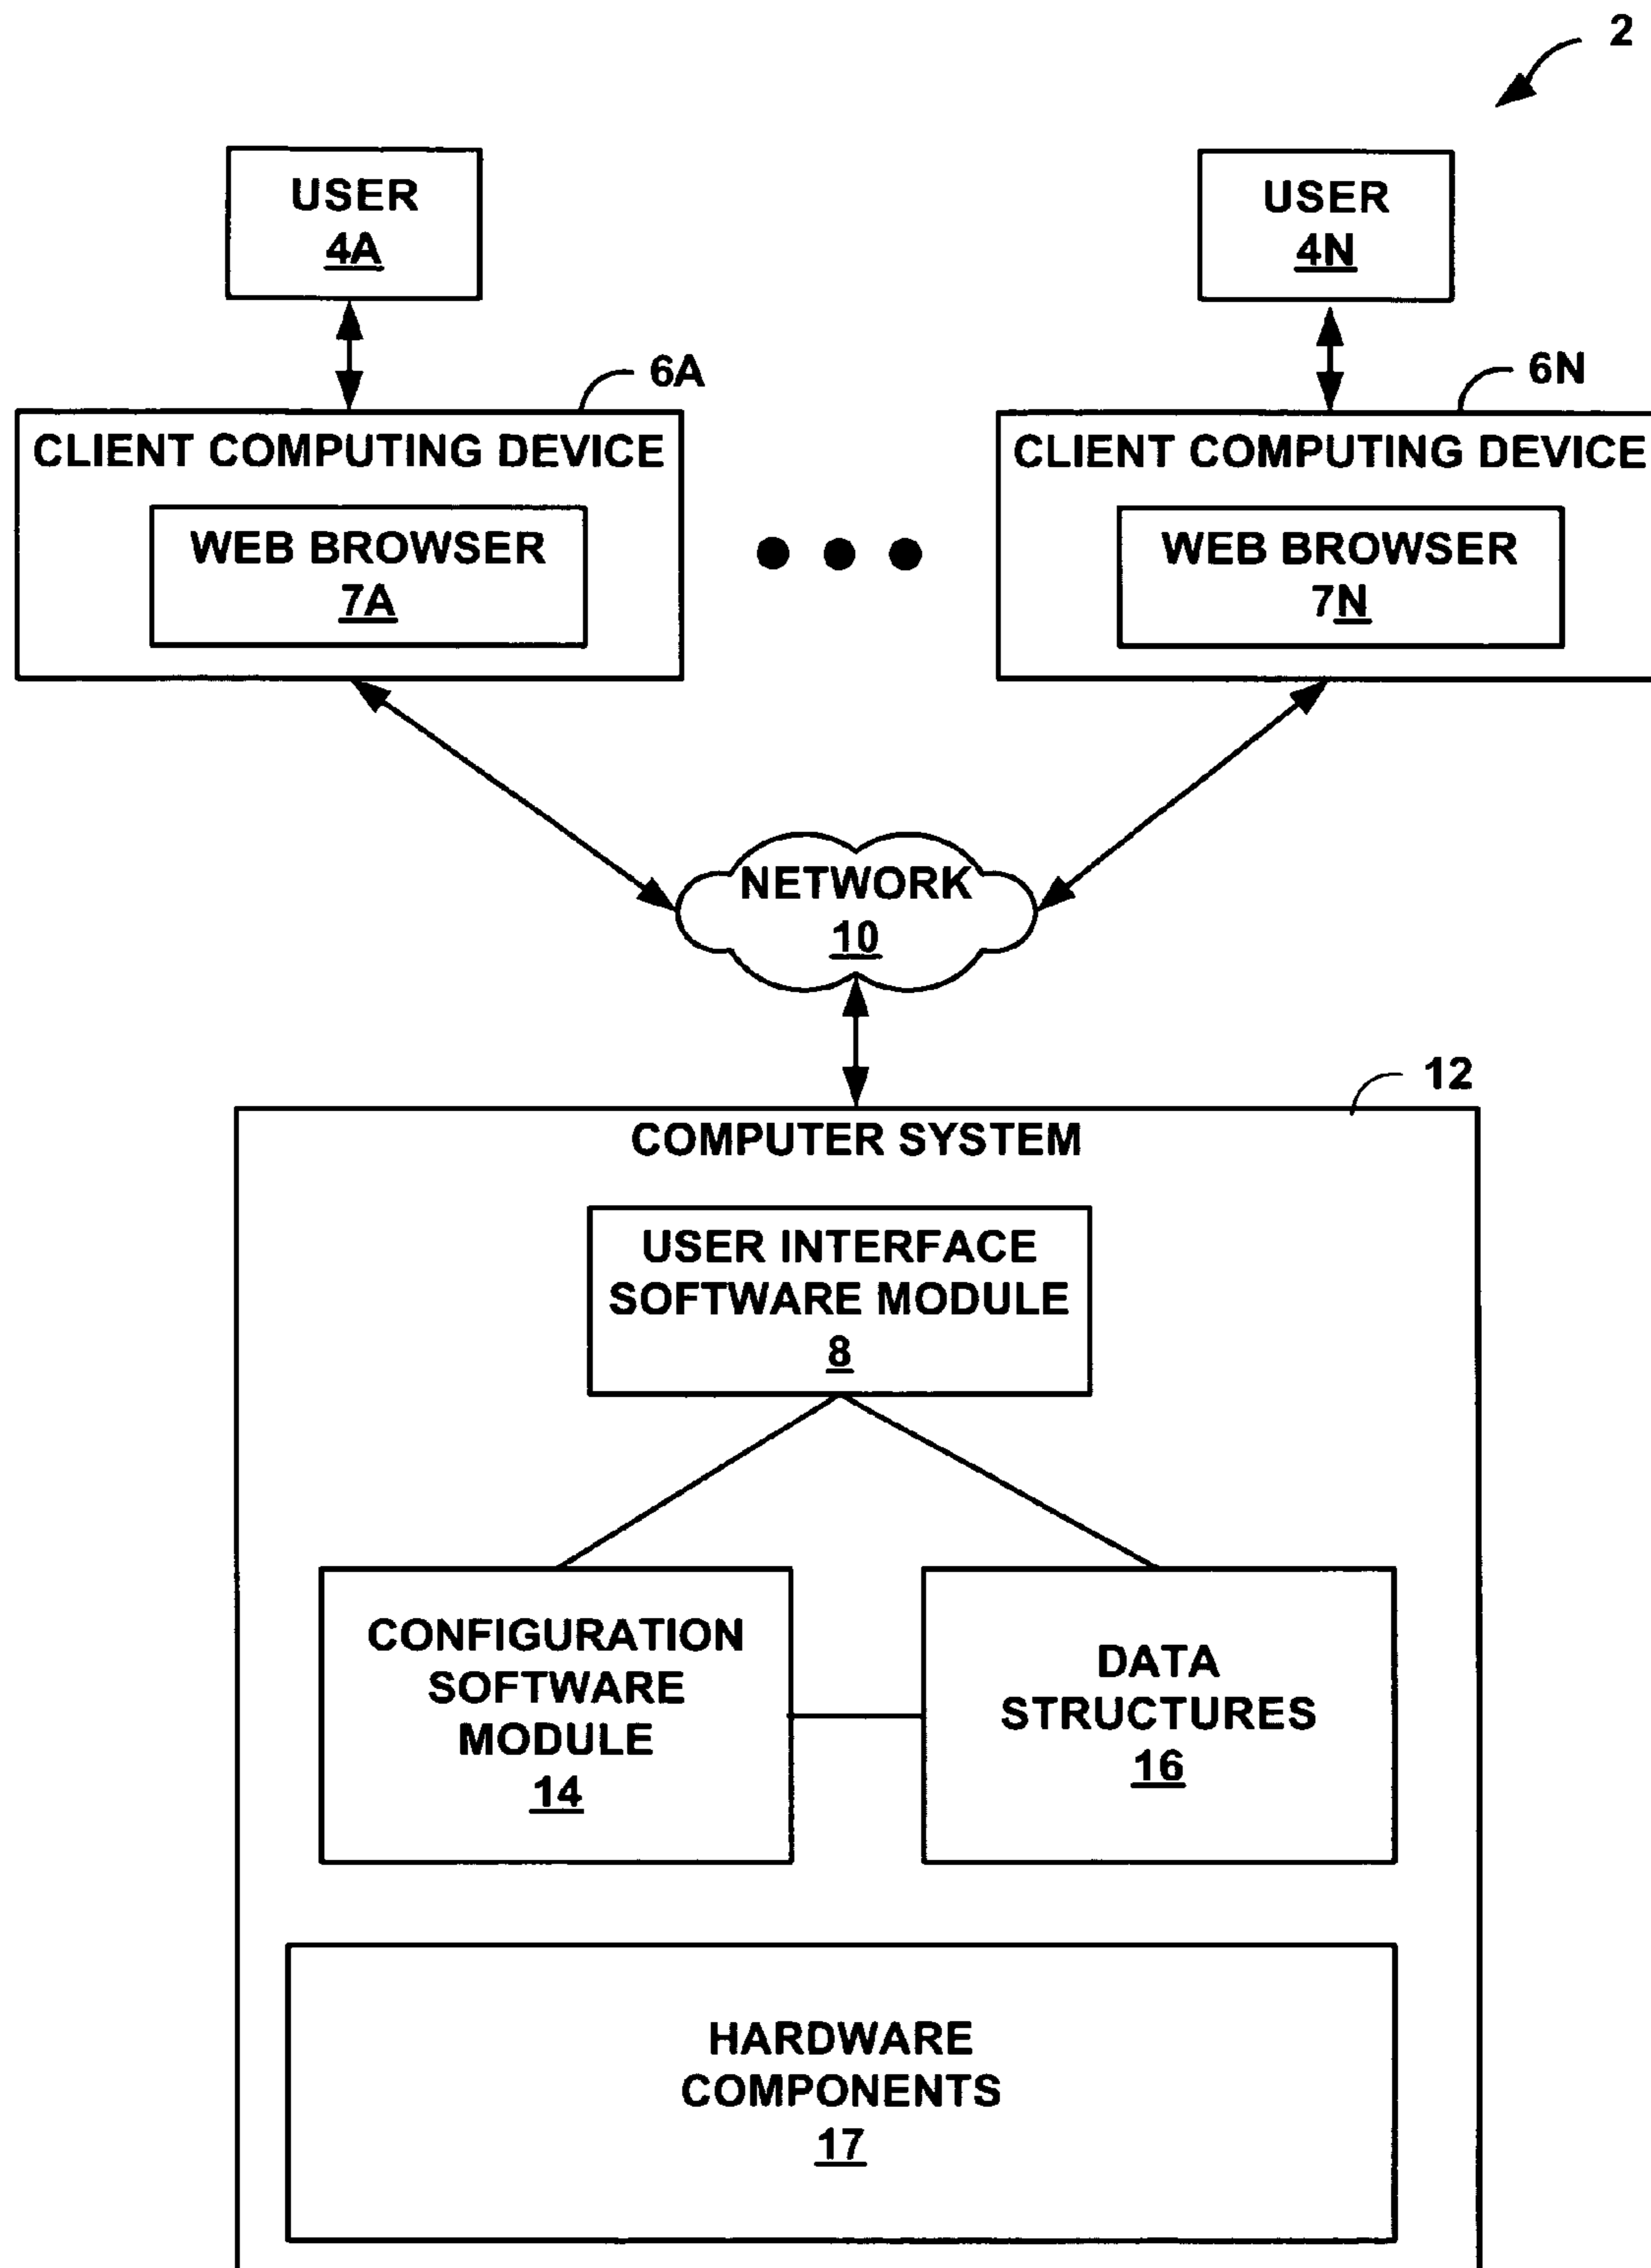 2
USER
4A
USER
4N
6A
6N
CLIENT COMPUTING DEVICE
WEB BROWSER
7A
CLIENT COMPUTING DEVICE
WEB BROWSER
7N
NETWORK
10
12
COMPUTER SYSTEM
USER INTERFACE
SOFTWARE MODULE
8
CONFIGURATION
SOFTWARE
MODULE
14
DATA
STRUCTURES
16
HARDWARE
COMPONENTS
17